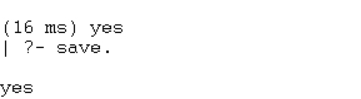 (16 ms) yes
| ?- save.
yes